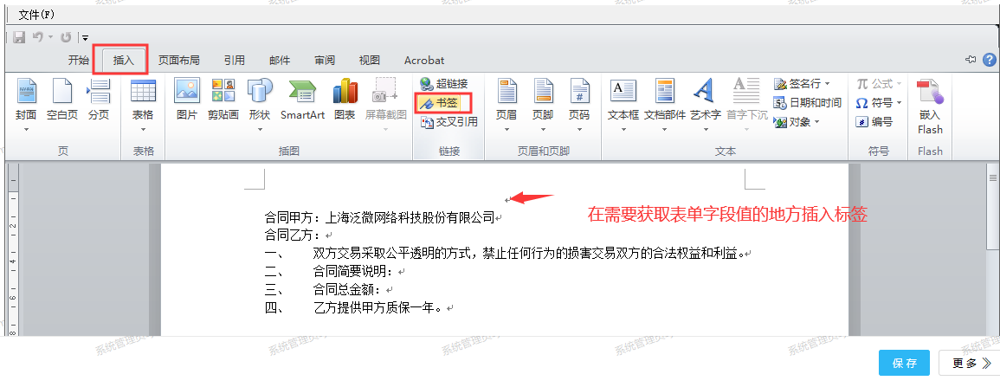 文件(F)
开始 插入 页面布局 引用 邮件 审阅 视图 Acrobat
封面 空白页 分页 表格 图片 剪贴画 形状 SmartArt 图表 屏幕截图 超链接 书签 交叉引用 页眉 页脚 页码 文本框 文档部件 艺术字 首字下沉 签名行 日期和时间 对象 公式 符号 编号 嵌入 Flash
页 表格 插图 链接 页眉和页脚 文本 符号 Flash
合同甲方：上海泛微网络科技股份有限公司
在需要获取表单字段值的地方插入标签
合同乙方：
一、 双方交易采取公平透明的方式，禁止任何行为的损害交易双方的合法权益和利益。
二、 合同简要说明：
三、 合同总金额：
四、 乙方提供甲方质保一年。
保存 更多